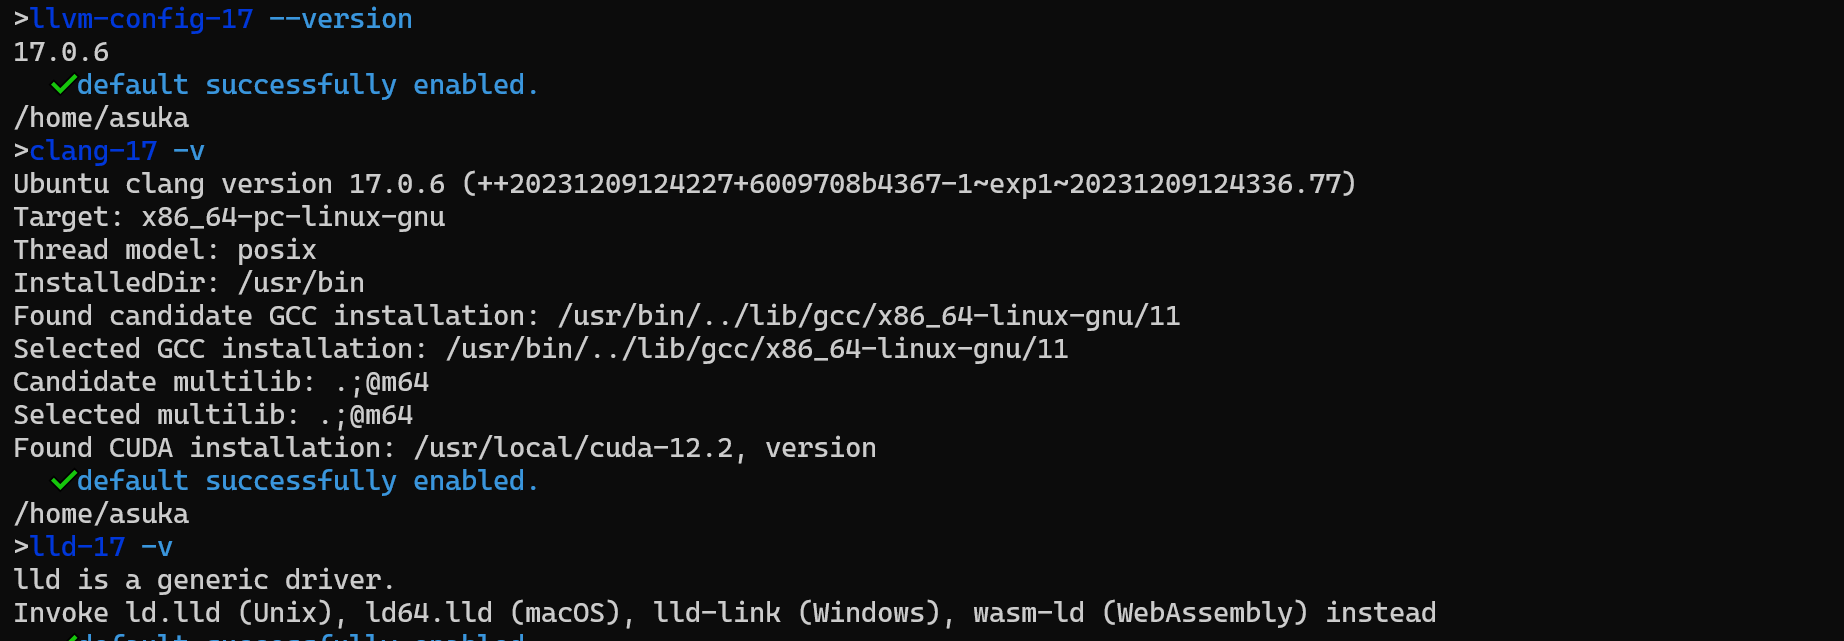 >llvm-config-17 --version
17.0.6
✓default successfully enabled.
/home/asuka
>clang-17 -v
Ubuntu clang version 17.0.6 (++20231209124227+6009708b4367-1~exp1~20231209124336.77)
Target: x86_64-pc-linux-gnu
Thread model: posix
InstalledDir: /usr/bin
Found candidate GCC installation: /usr/bin/../lib/gcc/x86_64-linux-gnu/11
Selected GCC installation: /usr/bin/../lib/gcc/x86_64-linux-gnu/11
Candidate multilib: .;@m64
Selected multilib: .;@m64
Found CUDA installation: /usr/local/cuda-12.2, version
✓default successfully enabled.
/home/asuka
>lld-17 -v
lld is a generic driver.
Invoke ld.lld (Unix), ld64.lld (macOS), lld-link (Windows), wasm-ld (WebAssembly) instead
✓default successfully enabled.